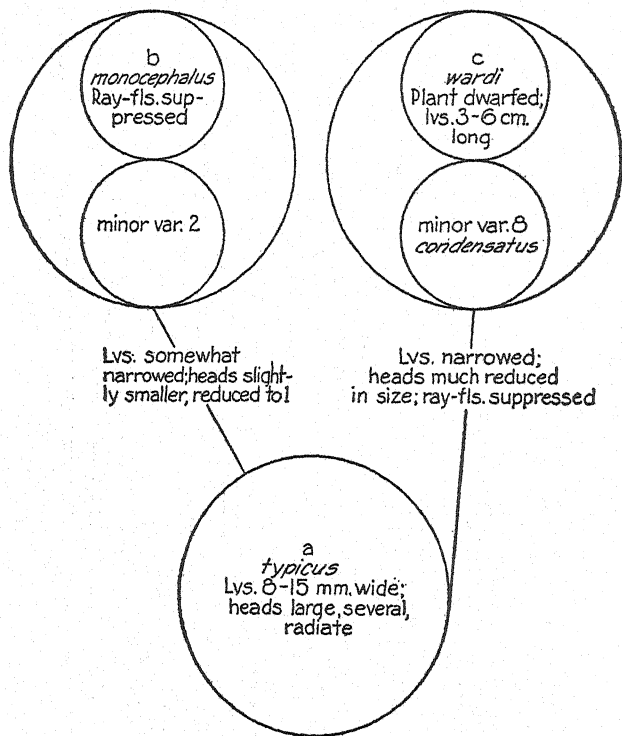 b
monocephalus
Ray-fls. sup-
pressed
minor var. 2
c
wardi
Plant dwarfed;
lvs. 3-6 cm.
long
minor var. 8
condensatus
Lvs. somewhat
narrowed; heads slight-
ly smaller, reduced to 1
Lvs. narrowed;
heads much reduced
in size; ray-fls. suppressed
a
typicus
Lvs. 8-15 mm. wide;
heads large, several,
radiate